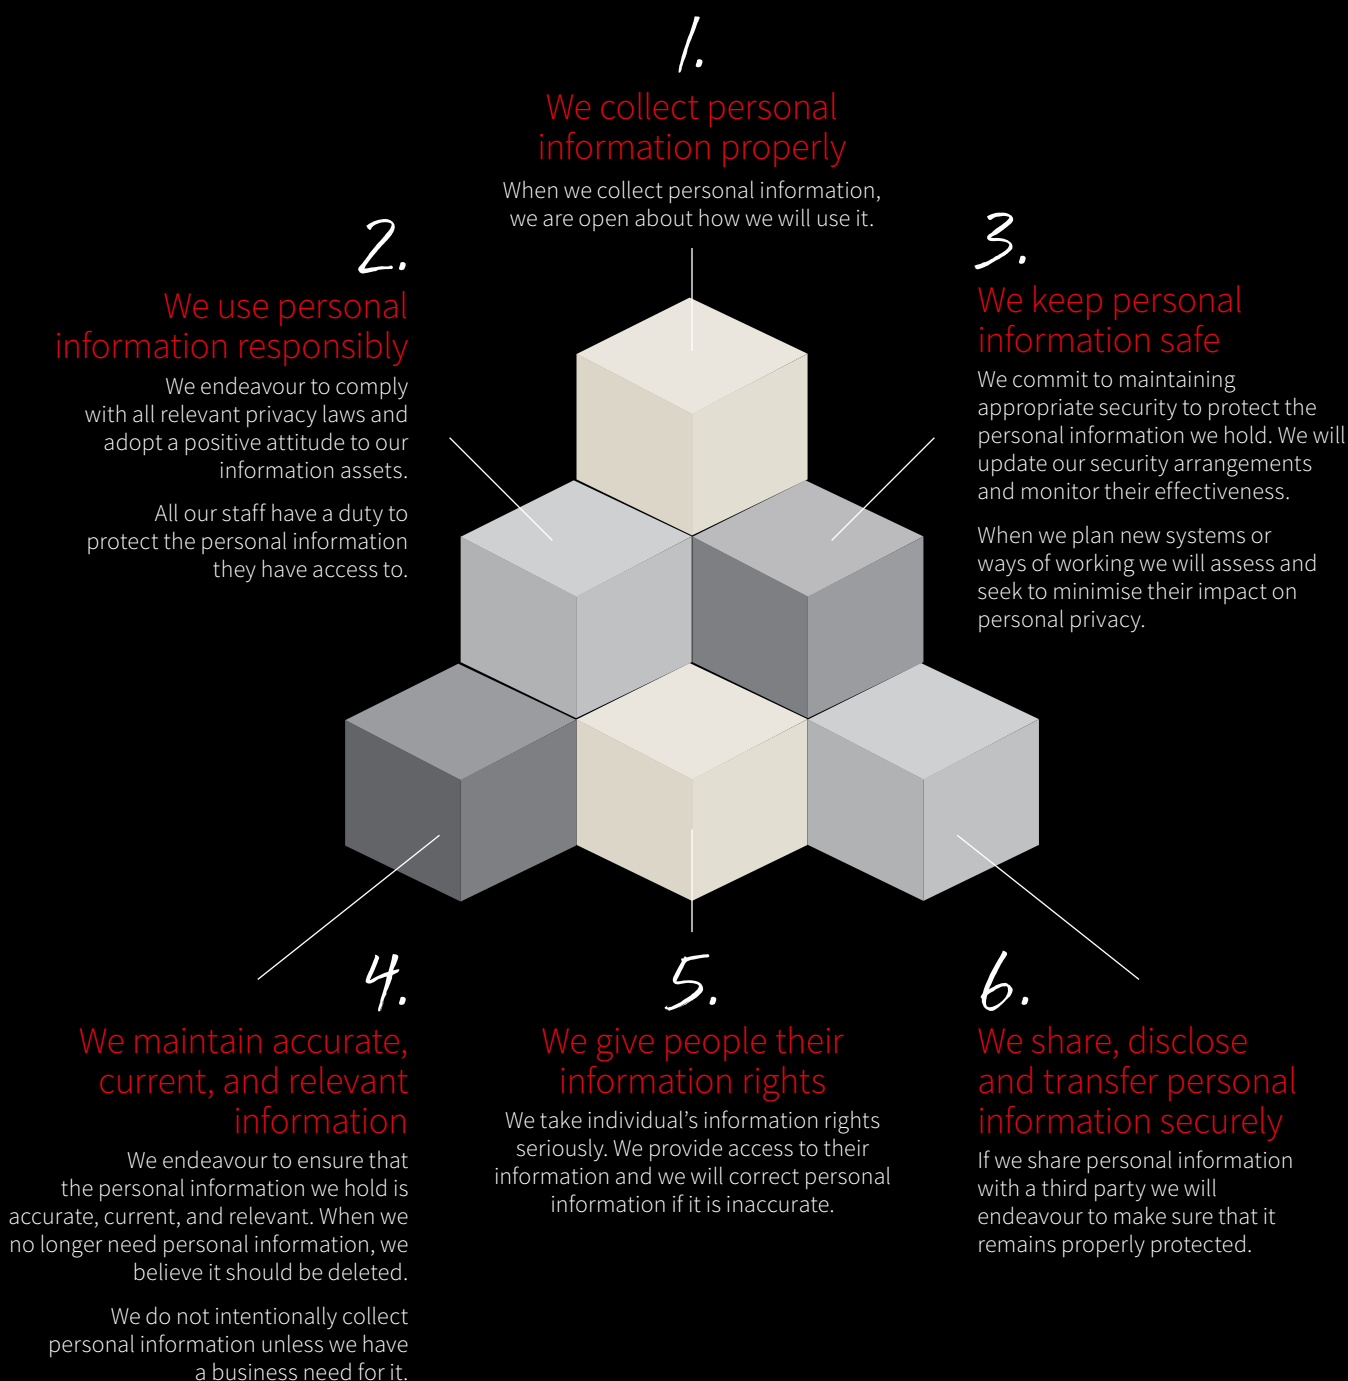 1.
We collect personal
information properly
When we collect personal information,
we are open about how we will use it.
2.
We use personal
information responsibly
We endeavour to comply
with all relevant privacy laws and
adopt a positive attitude to our
information assets.
All our staff have a duty to
protect the personal information
they have access to.
3.
We keep personal
information safe
We commit to maintaining
appropriate security to protect the
personal information we hold. We will
update our security arrangements
and monitor their effectiveness.
When we plan new systems or
ways of working we will assess and
seek to minimise their impact on
personal privacy.
4.
We maintain accurate,
current, and relevant
information
We endeavour to ensure that
the personal information we hold is
accurate, current, and relevant. When we
no longer need personal information, we
believe it should be deleted.
We do not intentionally collect
personal information unless we have
a business need for it.
5.
We give people their
information rights
We take individual’s information rights
seriously. We provide access to their
information and we will correct personal
information if it is inaccurate.
6.
We share, disclose
and transfer personal
information securely
If we share personal information
with a third party we will
endeavour to make sure that it
remains properly protected.